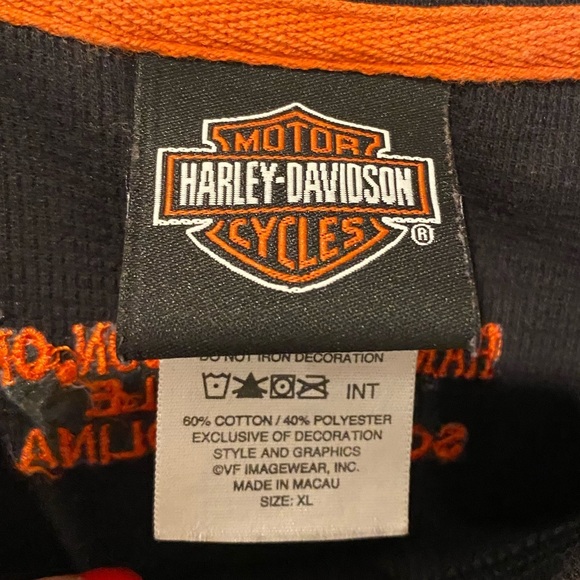 MOTOR
HARLEY-DAVIDSON
CYCLES
®
DO NOT IRON DECORATION
INT
60% COTTON / 40% POLYESTER
EXCLUSIVE OF DECORATION
STYLE AND GRAPHICS
©VF IMAGEWEAR, INC.
MADE IN MACAU
SIZE: XL